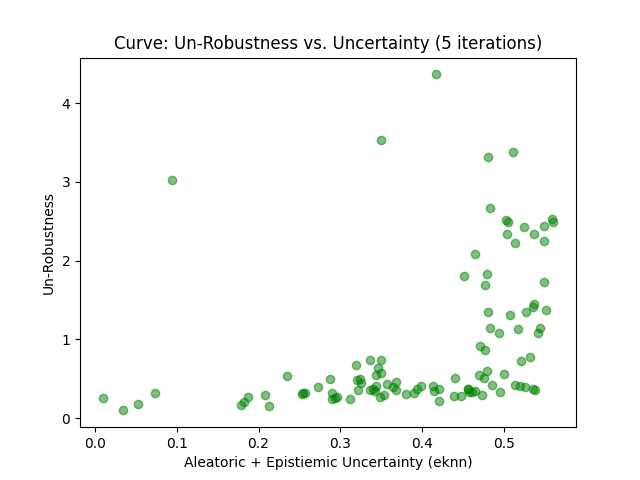 Curve: Un-Robustness vs. Uncertainty (5 iterations)
Un-Robustness
4
3
2
1
0
0.0 0.1 0.2 0.3 0.4 0.5
Aleatoric + Epistiemic Uncertainty (eknn)